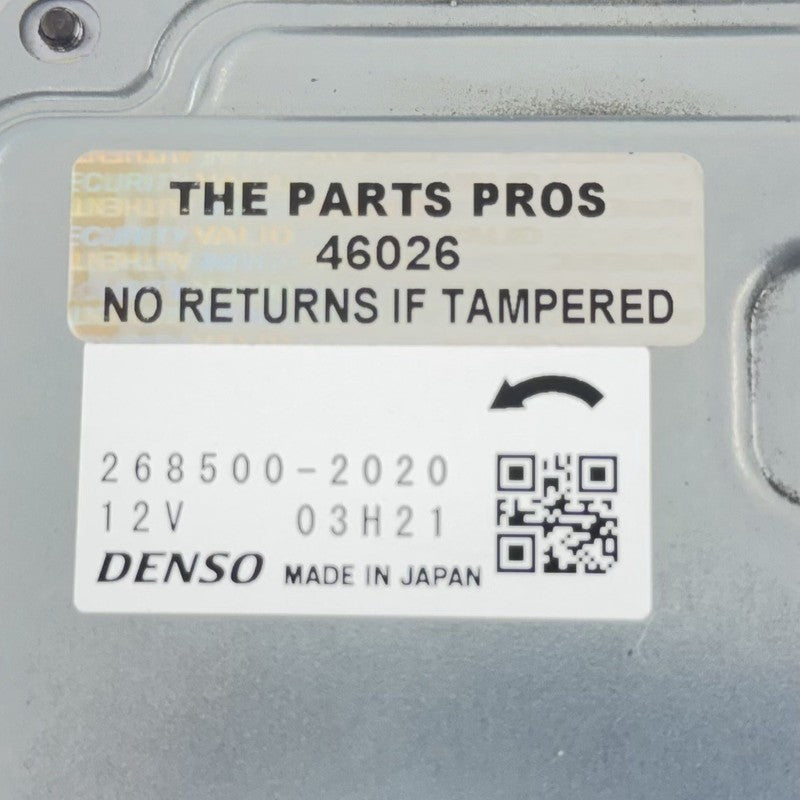 THE PARTS PROS
46026
NO RETURNS IF TAMPERED
268500-2020
12V 03H21
DENSO MADE IN JAPAN